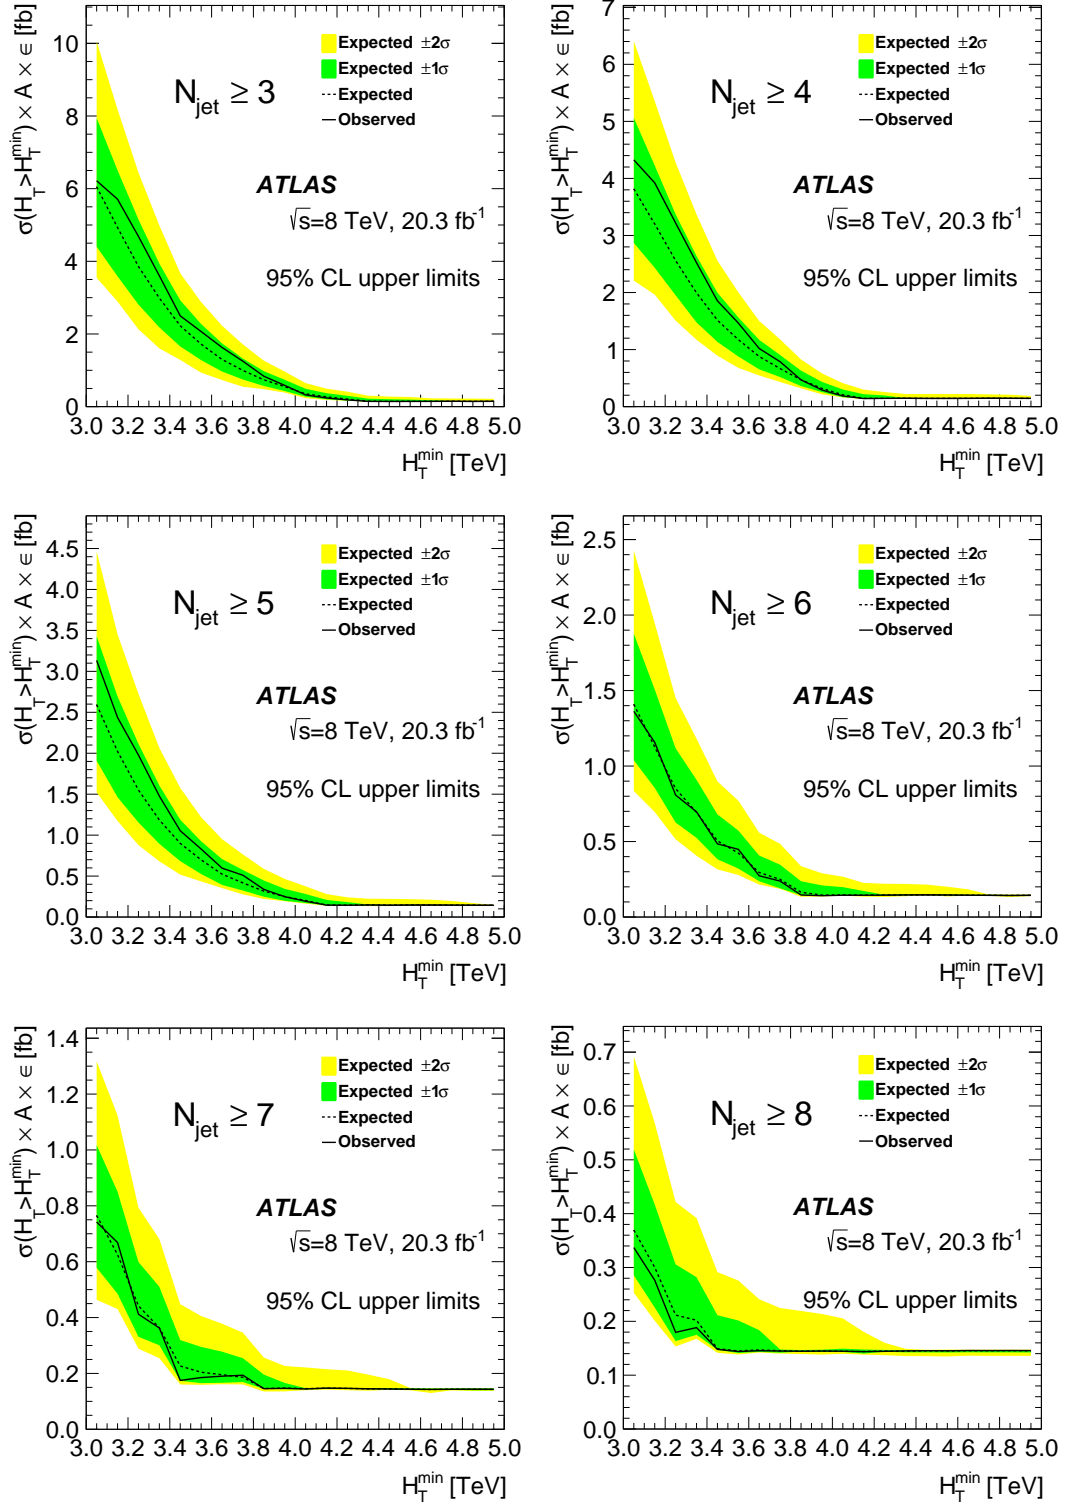 σ(H_T>H_T^min) × A × ∈ [fb]
10
8
6
4
2
0
N_jet ≥ 3
Expected ±2σ
Expected ±1σ
Expected
Observed
ATLAS
√s=8 TeV, 20.3 fb^-1
95% CL upper limits
3.0 3.2 3.4 3.6 3.8 4.0 4.2 4.4 4.6 4.8 5.0
H_T^min [TeV]
σ(H_T>H_T^min) × A × ∈ [fb]
7
6
5
4
3
2
1
0
N_jet ≥ 4
Expected ±2σ
Expected ±1σ
Expected
Observed
ATLAS
√s=8 TeV, 20.3 fb^-1
95% CL upper limits
3.0 3.2 3.4 3.6 3.8 4.0 4.2 4.4 4.6 4.8 5.0
H_T^min [TeV]
σ(H_T>H_T^min) × A × ∈ [fb]
4.5
4.0
3.5
3.0
2.5
2.0
1.5
1.0
0.5
0.0
N_jet ≥ 5
Expected ±2σ
Expected ±1σ
Expected
Observed
ATLAS
√s=8 TeV, 20.3 fb^-1
95% CL upper limits
3.0 3.2 3.4 3.6 3.8 4.0 4.2 4.4 4.6 4.8 5.0
H_T^min [TeV]
σ(H_T>H_T^min) × A × ∈ [fb]
2.5
2.0
1.5
1.0
0.5
0.0
N_jet ≥ 6
Expected ±2σ
Expected ±1σ
Expected
Observed
ATLAS
√s=8 TeV, 20.3 fb^-1
95% CL upper limits
3.0 3.2 3.4 3.6 3.8 4.0 4.2 4.4 4.6 4.8 5.0
H_T^min [TeV]
σ(H_T>H_T^min) × A × ∈ [fb]
1.4
1.2
1.0
0.8
0.6
0.4
0.2
0.0
N_jet ≥ 7
Expected ±2σ
Expected ±1σ
Expected
Observed
ATLAS
√s=8 TeV, 20.3 fb^-1
95% CL upper limits
3.0 3.2 3.4 3.6 3.8 4.0 4.2 4.4 4.6 4.8 5.0
H_T^min [TeV]
σ(H_T>H_T^min) × A × ∈ [fb]
0.7
0.6
0.5
0.4
0.3
0.2
0.1
0.0
N_jet ≥ 8
Expected ±2σ
Expected ±1σ
Expected
Observed
ATLAS
√s=8 TeV, 20.3 fb^-1
95% CL upper limits
3.0 3.2 3.4 3.6 3.8 4.0 4.2 4.4 4.6 4.8 5.0
H_T^min [TeV]